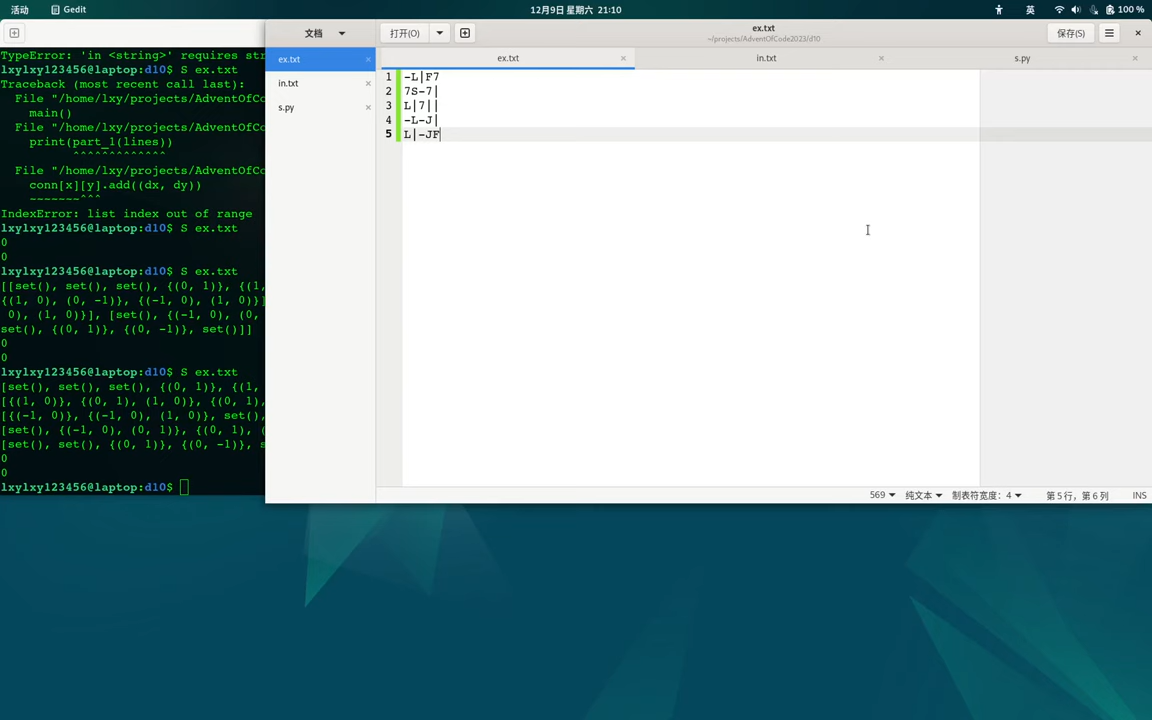 活动 Gedit 12月9日 星期六 21:10 英 100 %
文档 打开(O) ex.txt 保存(S)
~/projects/AdventOfCode2023/d10
ex.txt
in.txt
s.py
ex.txt in.txt s.py
1 -L|F7
2 7S-7|
3 L|7||
4 -L-J|
5 L|-JF
569 纯文本 制表符宽度: 4 第 5 行，第 6 列 INS
TypeError: 'in <string>' requires str
lxylxy123456@laptop:d10$ S ex.txt
Traceback (most recent call last):
File "/home/lxy/projects/AdventOfCo
main()
File "/home/lxy/projects/AdventOfCo
print(part_1(lines))
^^^^^^^^^^^^^
File "/home/lxy/projects/AdventOfCo
conn[x][y].add((dx, dy))
~~~~~~~^^^
IndexError: list index out of range
lxylxy123456@laptop:d10$ S ex.txt
0
0
lxylxy123456@laptop:d10$ S ex.txt
[[set(), set(), set(), {(0, 1)}, {(1,
{(1, 0), (0, -1)}, {(-1, 0), (1, 0)}]
0), (1, 0)}], [set(), {(-1, 0), (0,
set(), {(0, 1)}, {(0, -1)}, set()]]
0
0
lxylxy123456@laptop:d10$ S ex.txt
[set(), set(), set(), {(0, 1)}, {(1,
[{(1, 0)}, {(0, 1), (1, 0)}, {(0, 1),
[{(-1, 0)}, {(-1, 0), (1, 0)}, set(),
[set(), {(-1, 0), (0, 1)}, {(0, 1),
[set(), set(), {(0, 1)}, {(0, -1)}, s
0
0
lxylxy123456@laptop:d10$